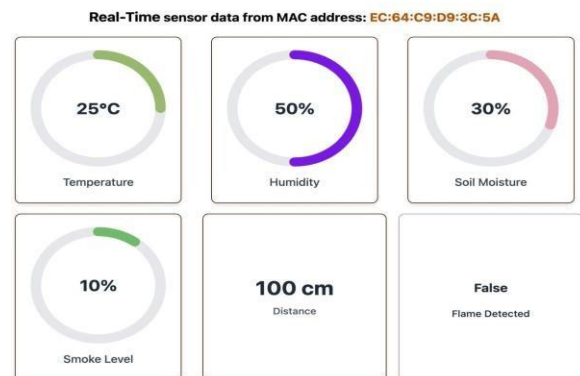 Real-Time sensor data from MAC address: EC:64:C9:D9:3C:5A
25°C
Temperature
50%
Humidity
30%
Soil Moisture
10%
Smoke Level
100 cm
Distance
False
Flame Detected